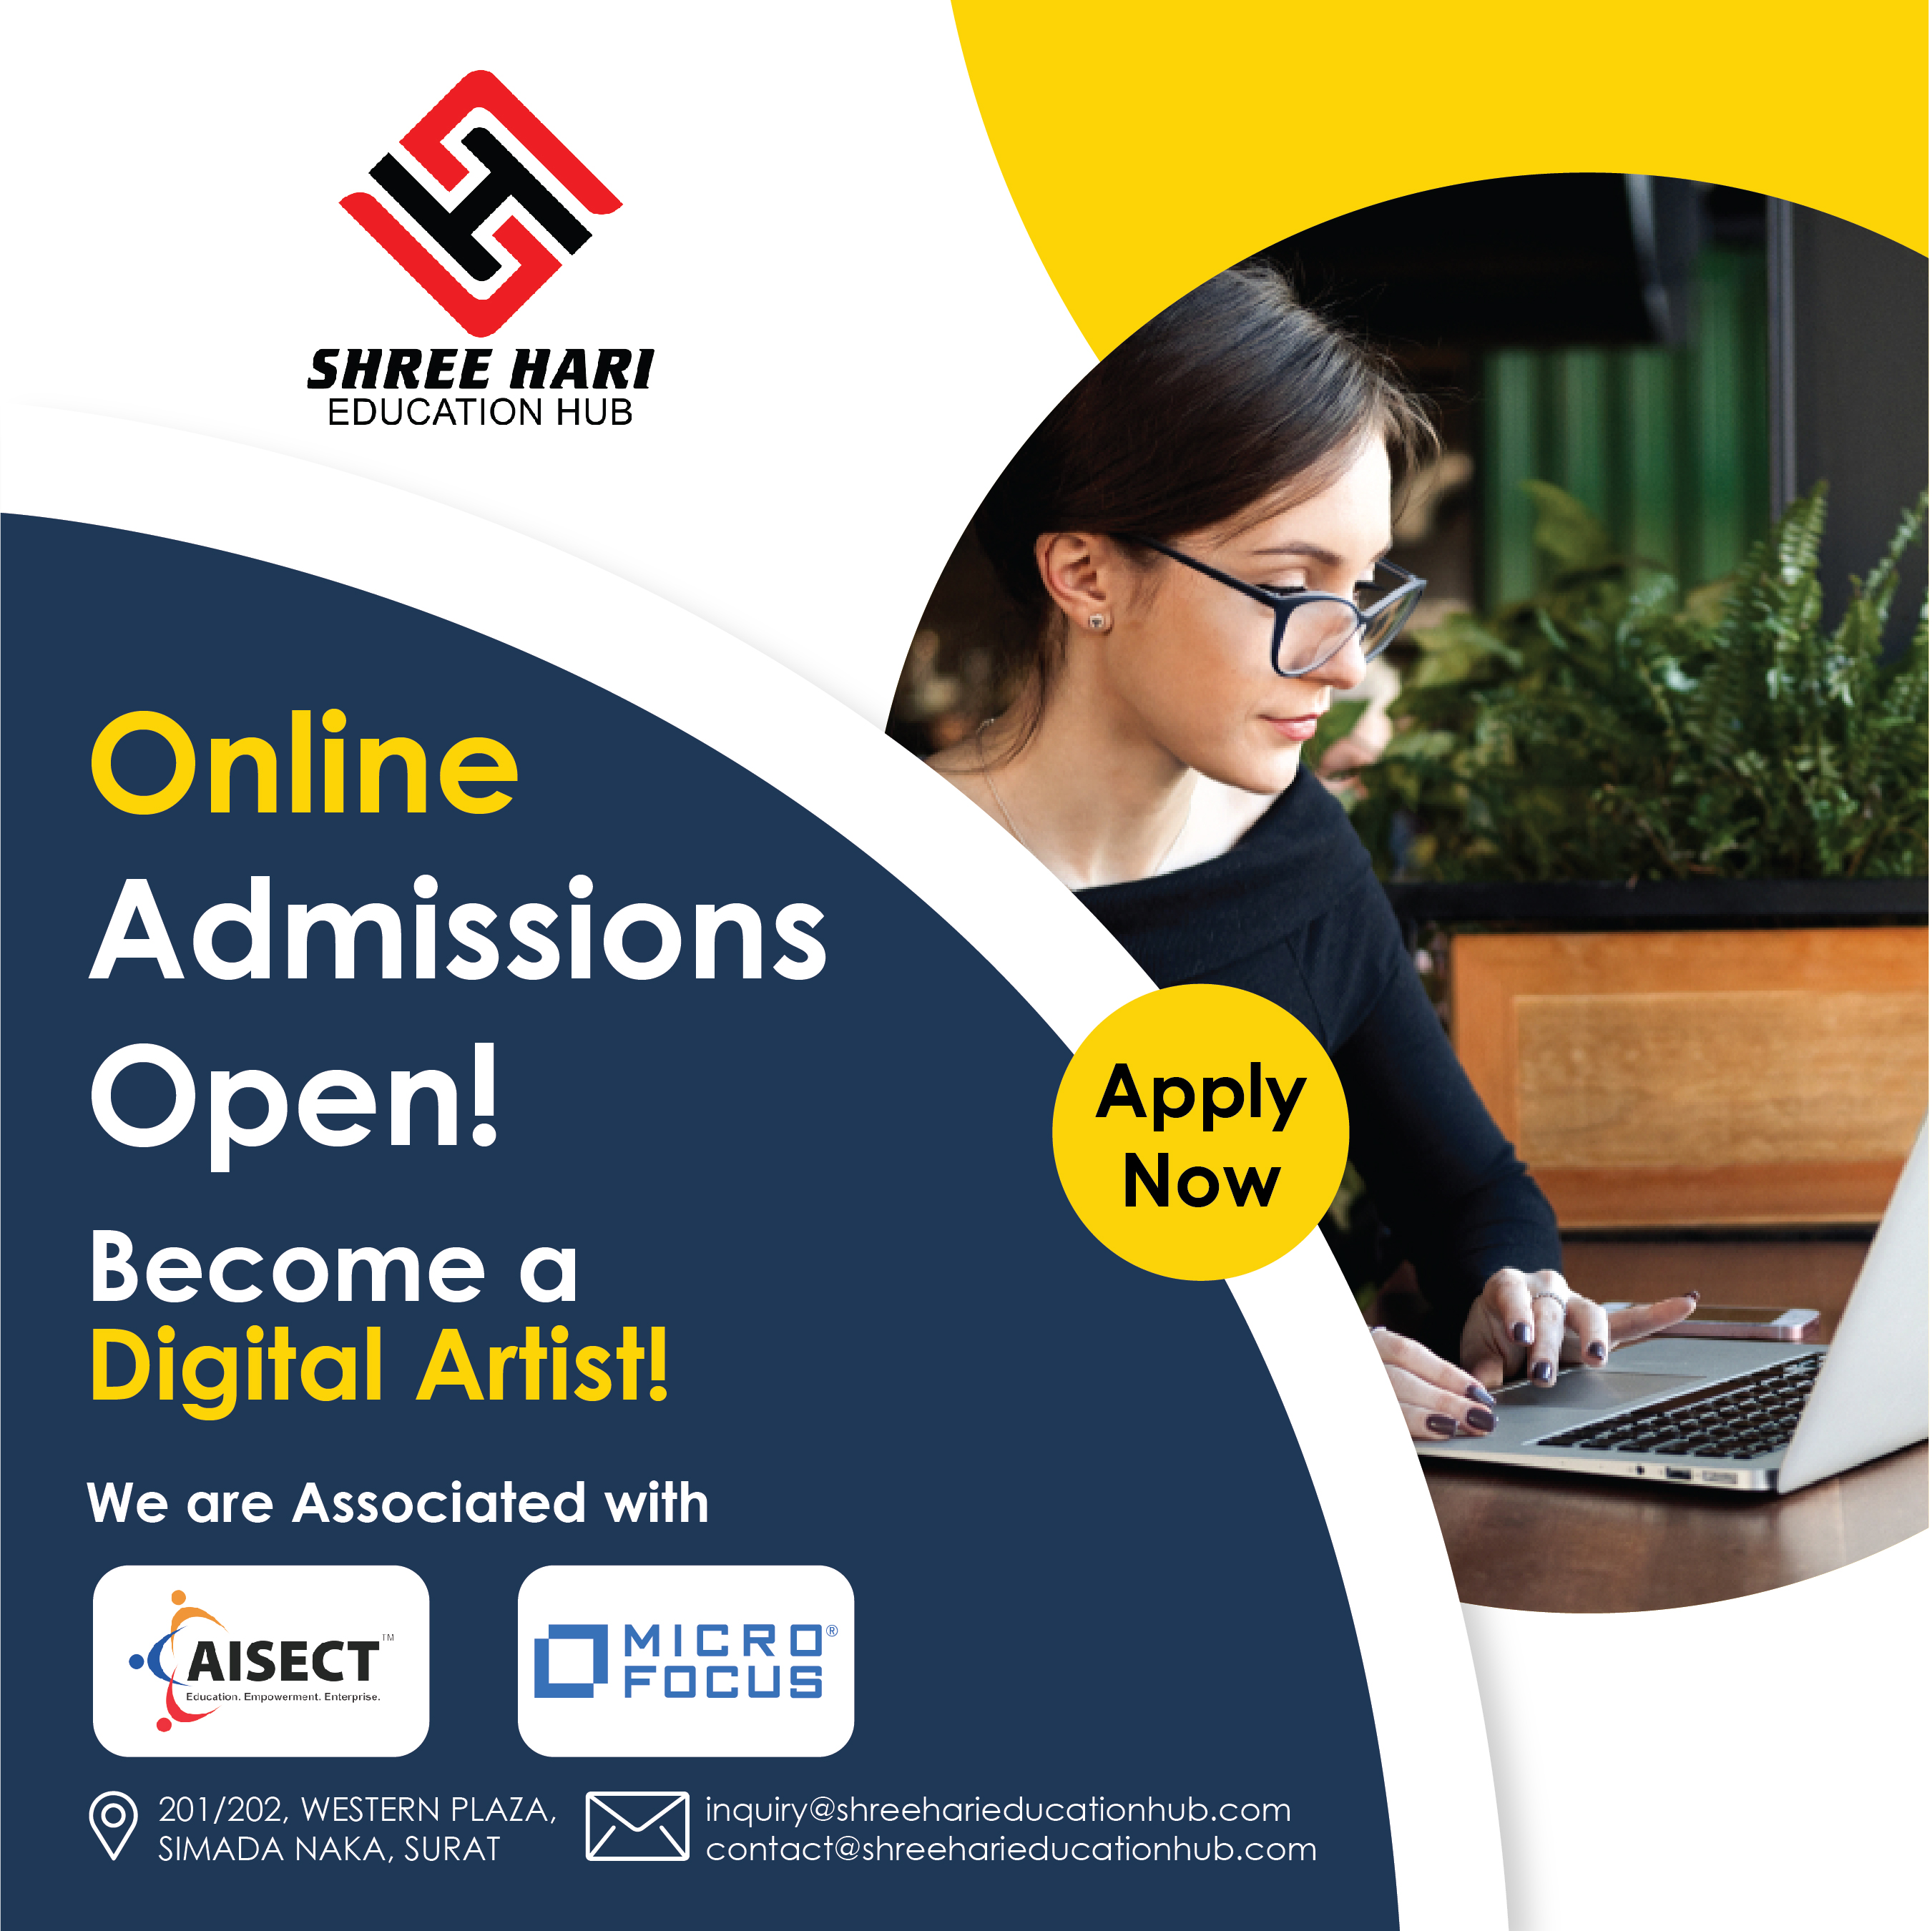 SHREE HARI
EDUCATION HUB
Online
Admissions
Open!
Apply
Now
Become a
Digital Artist!
We are Associated with
AISECT™
Education. Empowerment. Enterprise.
MICRO®
FOCUS
201/202, WESTERN PLAZA,
SIMADA NAKA, SURAT
inquiry@shreeharieducationhub.com
contact@shreeharieducationhub.com